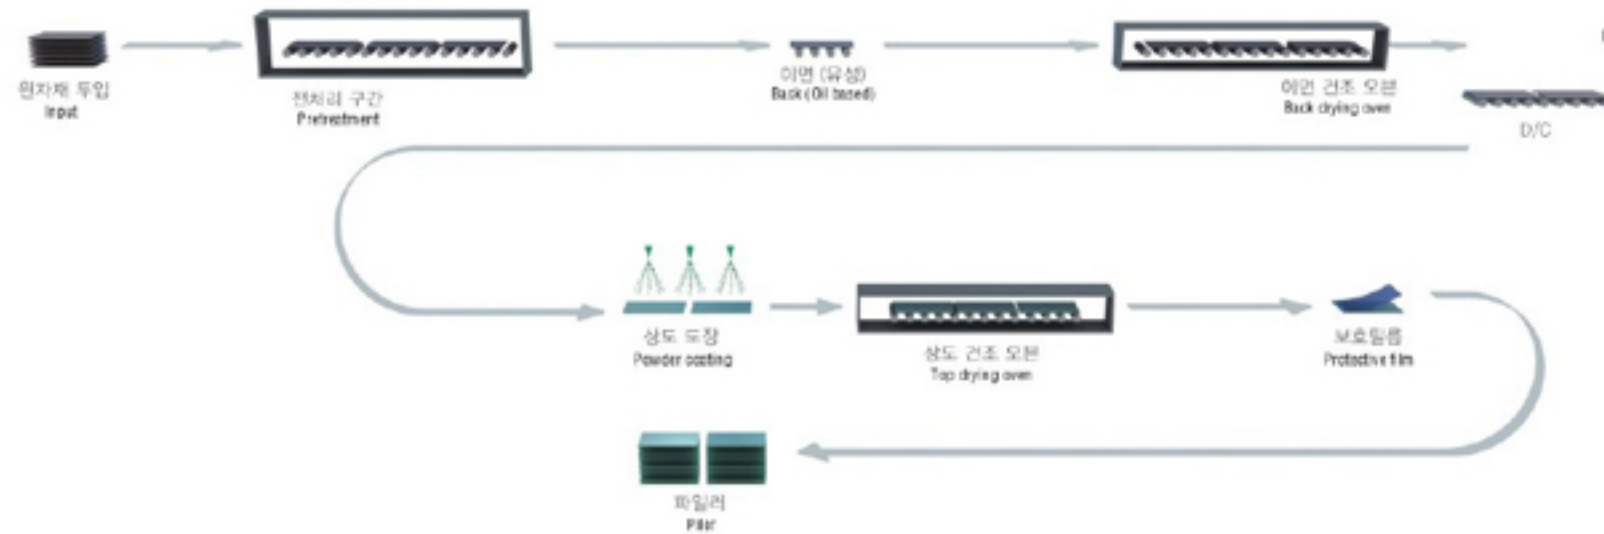 원자재 투입
Input
전처리 구간
Pretreatment
이면 (유성)
Back (Oil based)
이면 건조 오븐
Back drying oven
D/C
상도 도장
Powder coating
상도 건조 오븐
Top drying oven
보호필름
Protective film
파일러
Piler